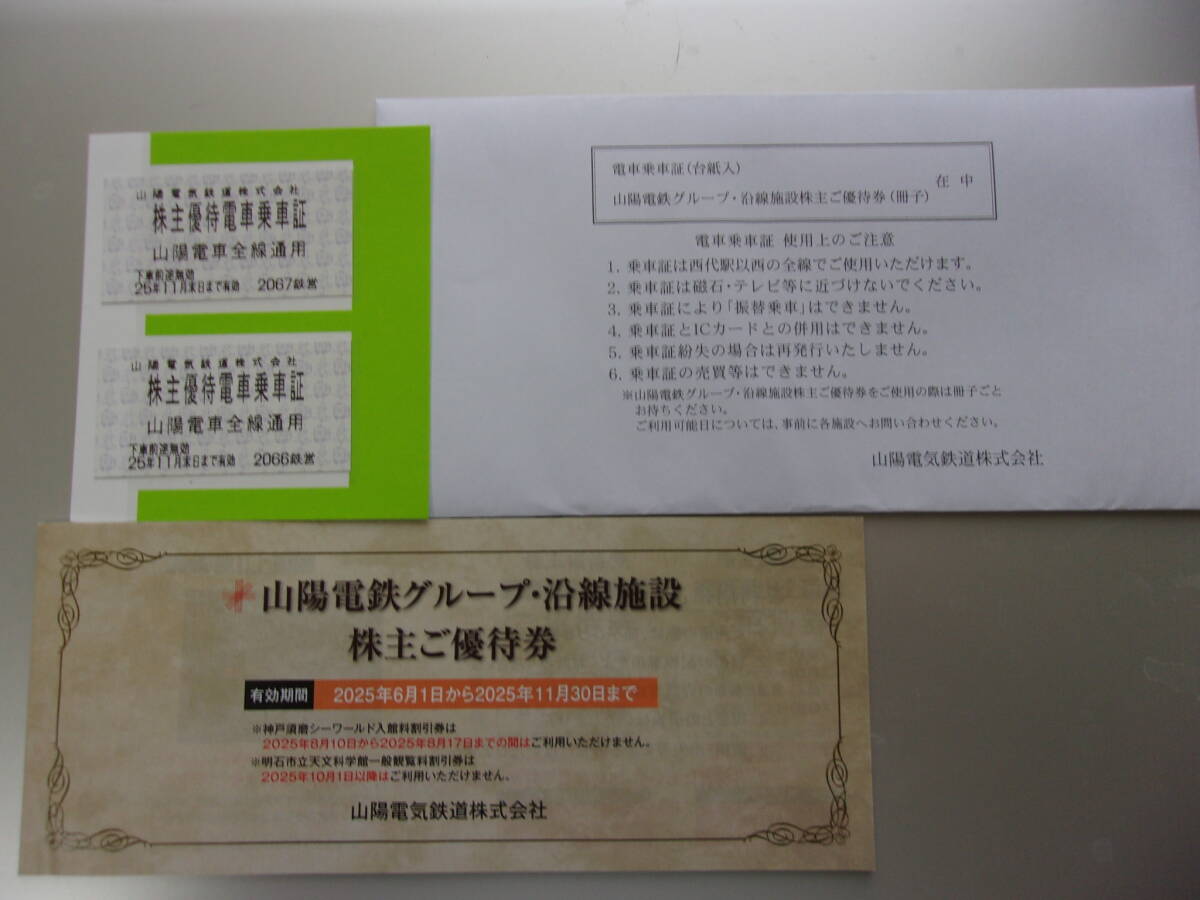 山陽電気鉄道株式会社
株主優待電車乗車証
山陽電車全線通用
下車前途無効
25年11月末日まで有効 2067鉄営
山陽電気鉄道株式会社
株主優待電車乗車証
山陽電車全線通用
下車前途無効
25年11月末日まで有効 2066鉄営
電車乗車証(台紙入)
山陽電鉄グループ・沿線施設株主ご優待券(冊子)
在中
電車乗車証 使用上のご注意
1. 乗車証は西代駅以西の全線でご使用いただけます。
2. 乗車証は磁石・テレビ等に近づけないでください。
3. 乗車証により「振替乗車」はできません。
4. 乗車証とICカードとの併用はできません。
5. 乗車証紛失の場合は再発行いたしません。
6. 乗車証の売買等はできません。
※山陽電鉄グループ・沿線施設株主ご優待券をご使用の際は冊子ごと
お持ちください。
ご利用可能日については、事前に各施設へお問い合わせください。
山陽電気鉄道株式会社
山陽電鉄グループ・沿線施設
株主ご優待券
有効期間 2025年6月1日から2025年11月30日まで
※神戸須磨シーワールド入館料割引券は
2025年8月10日から2025年8月17日までの間はご利用いただけません。
※明石市立天文科学館一般観覧料割引券は
2025年10月1日以降はご利用いただけません。
山陽電気鉄道株式会社